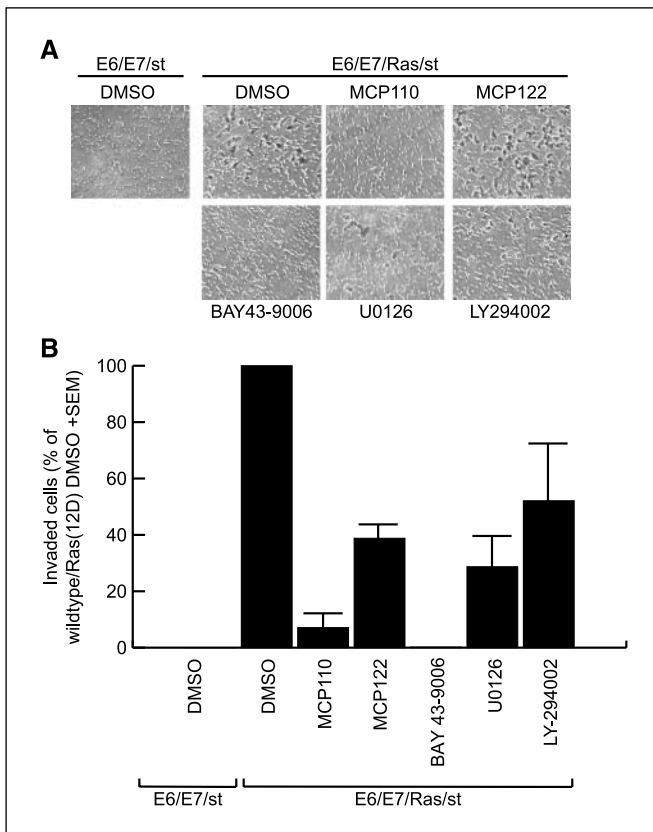 A
E6/E7/st
E6/E7/Ras/st
DMSO
DMSO
MCP110
MCP122
BAY43-9006
U0126
LY294002
B
Invaded cells (% of
wildtype/Ras(12D) DMSO +SEM)
100
80
60
40
20
0
DMSO
DMSO
MCP110
MCP122
BAY 43-9006
U0126
LY-294002
E6/E7/st
E6/E7/Ras/st